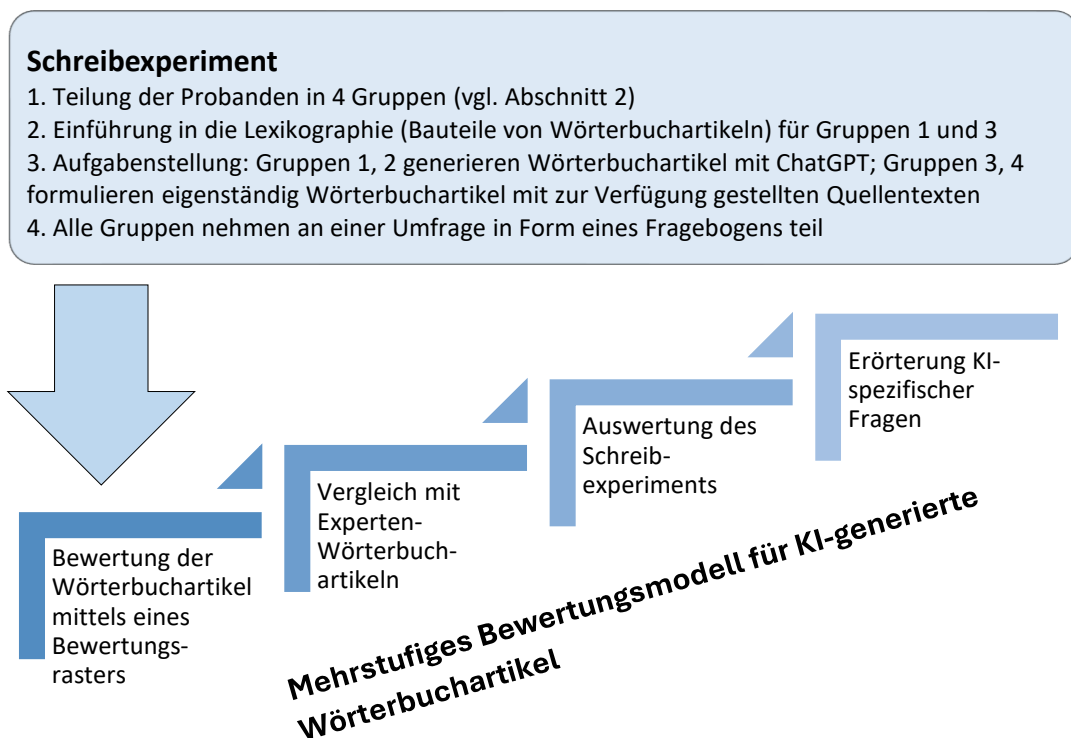 Schreibexperiment
1. Teilung der Probanden in 4 Gruppen (vgl. Abschnitt 2)
2. Einführung in die Lexikographie (Bauteile von Wörterbuchartikeln) für Gruppen 1 und 3
3. Aufgabenstellung: Gruppen 1, 2 generieren Wörterbuchartikel mit ChatGPT; Gruppen 3, 4
formulieren eigenständig Wörterbuchartikel mit zur Verfügung gestellten Quellentexten
4. Alle Gruppen nehmen an einer Umfrage in Form eines Fragebogens teil
Bewertung der
Wörterbuchartikel
mittels eines
Bewertungs-
rasters
Vergleich mit
Experten-
Wörterbuch-
artikeln
Auswertung des
Schreib-
experiments
Erörterung KI-
spezifischer
Fragen
Mehrstufiges Bewertungsmodell für KI-generierte
Wörterbuchartikel